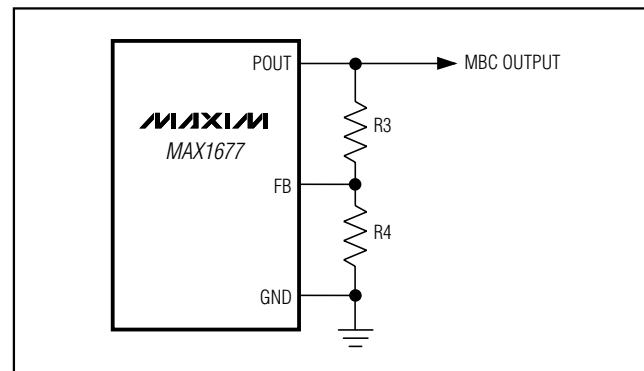 POUT
MBC OUTPUT
R3
MAXIM
MAX1677
FB
R4
GND